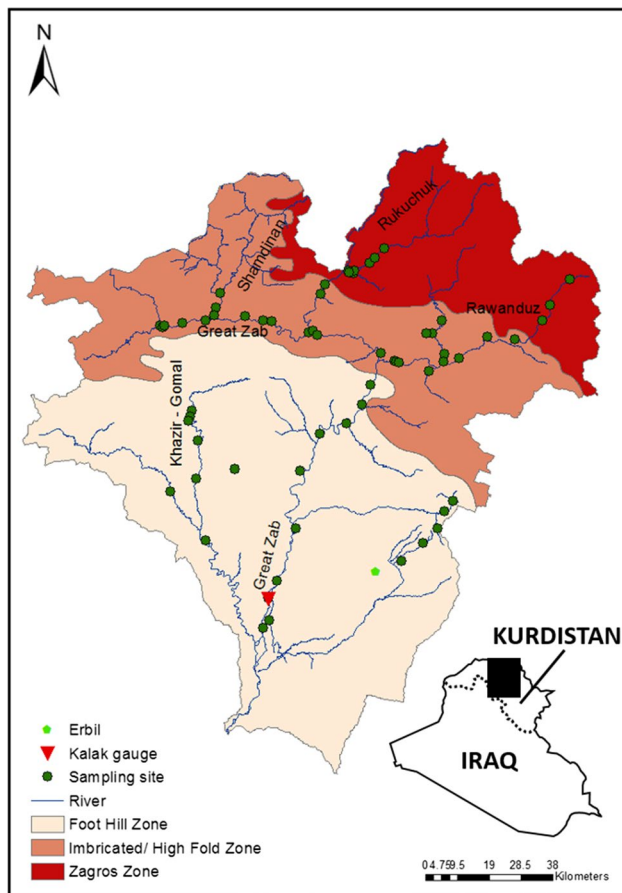 N
Rukuchuk
Shamdinan
Rawanduz
Great Zab
Khazir - Gomal
Great Zab
KURDISTAN
IRAQ
Erbil
Kalak gauge
Sampling site
River
Foot Hill Zone
Imbricated/ High Fold Zone
Zagros Zone
0 4.75 9.5 19 28.5 38
Kilometers